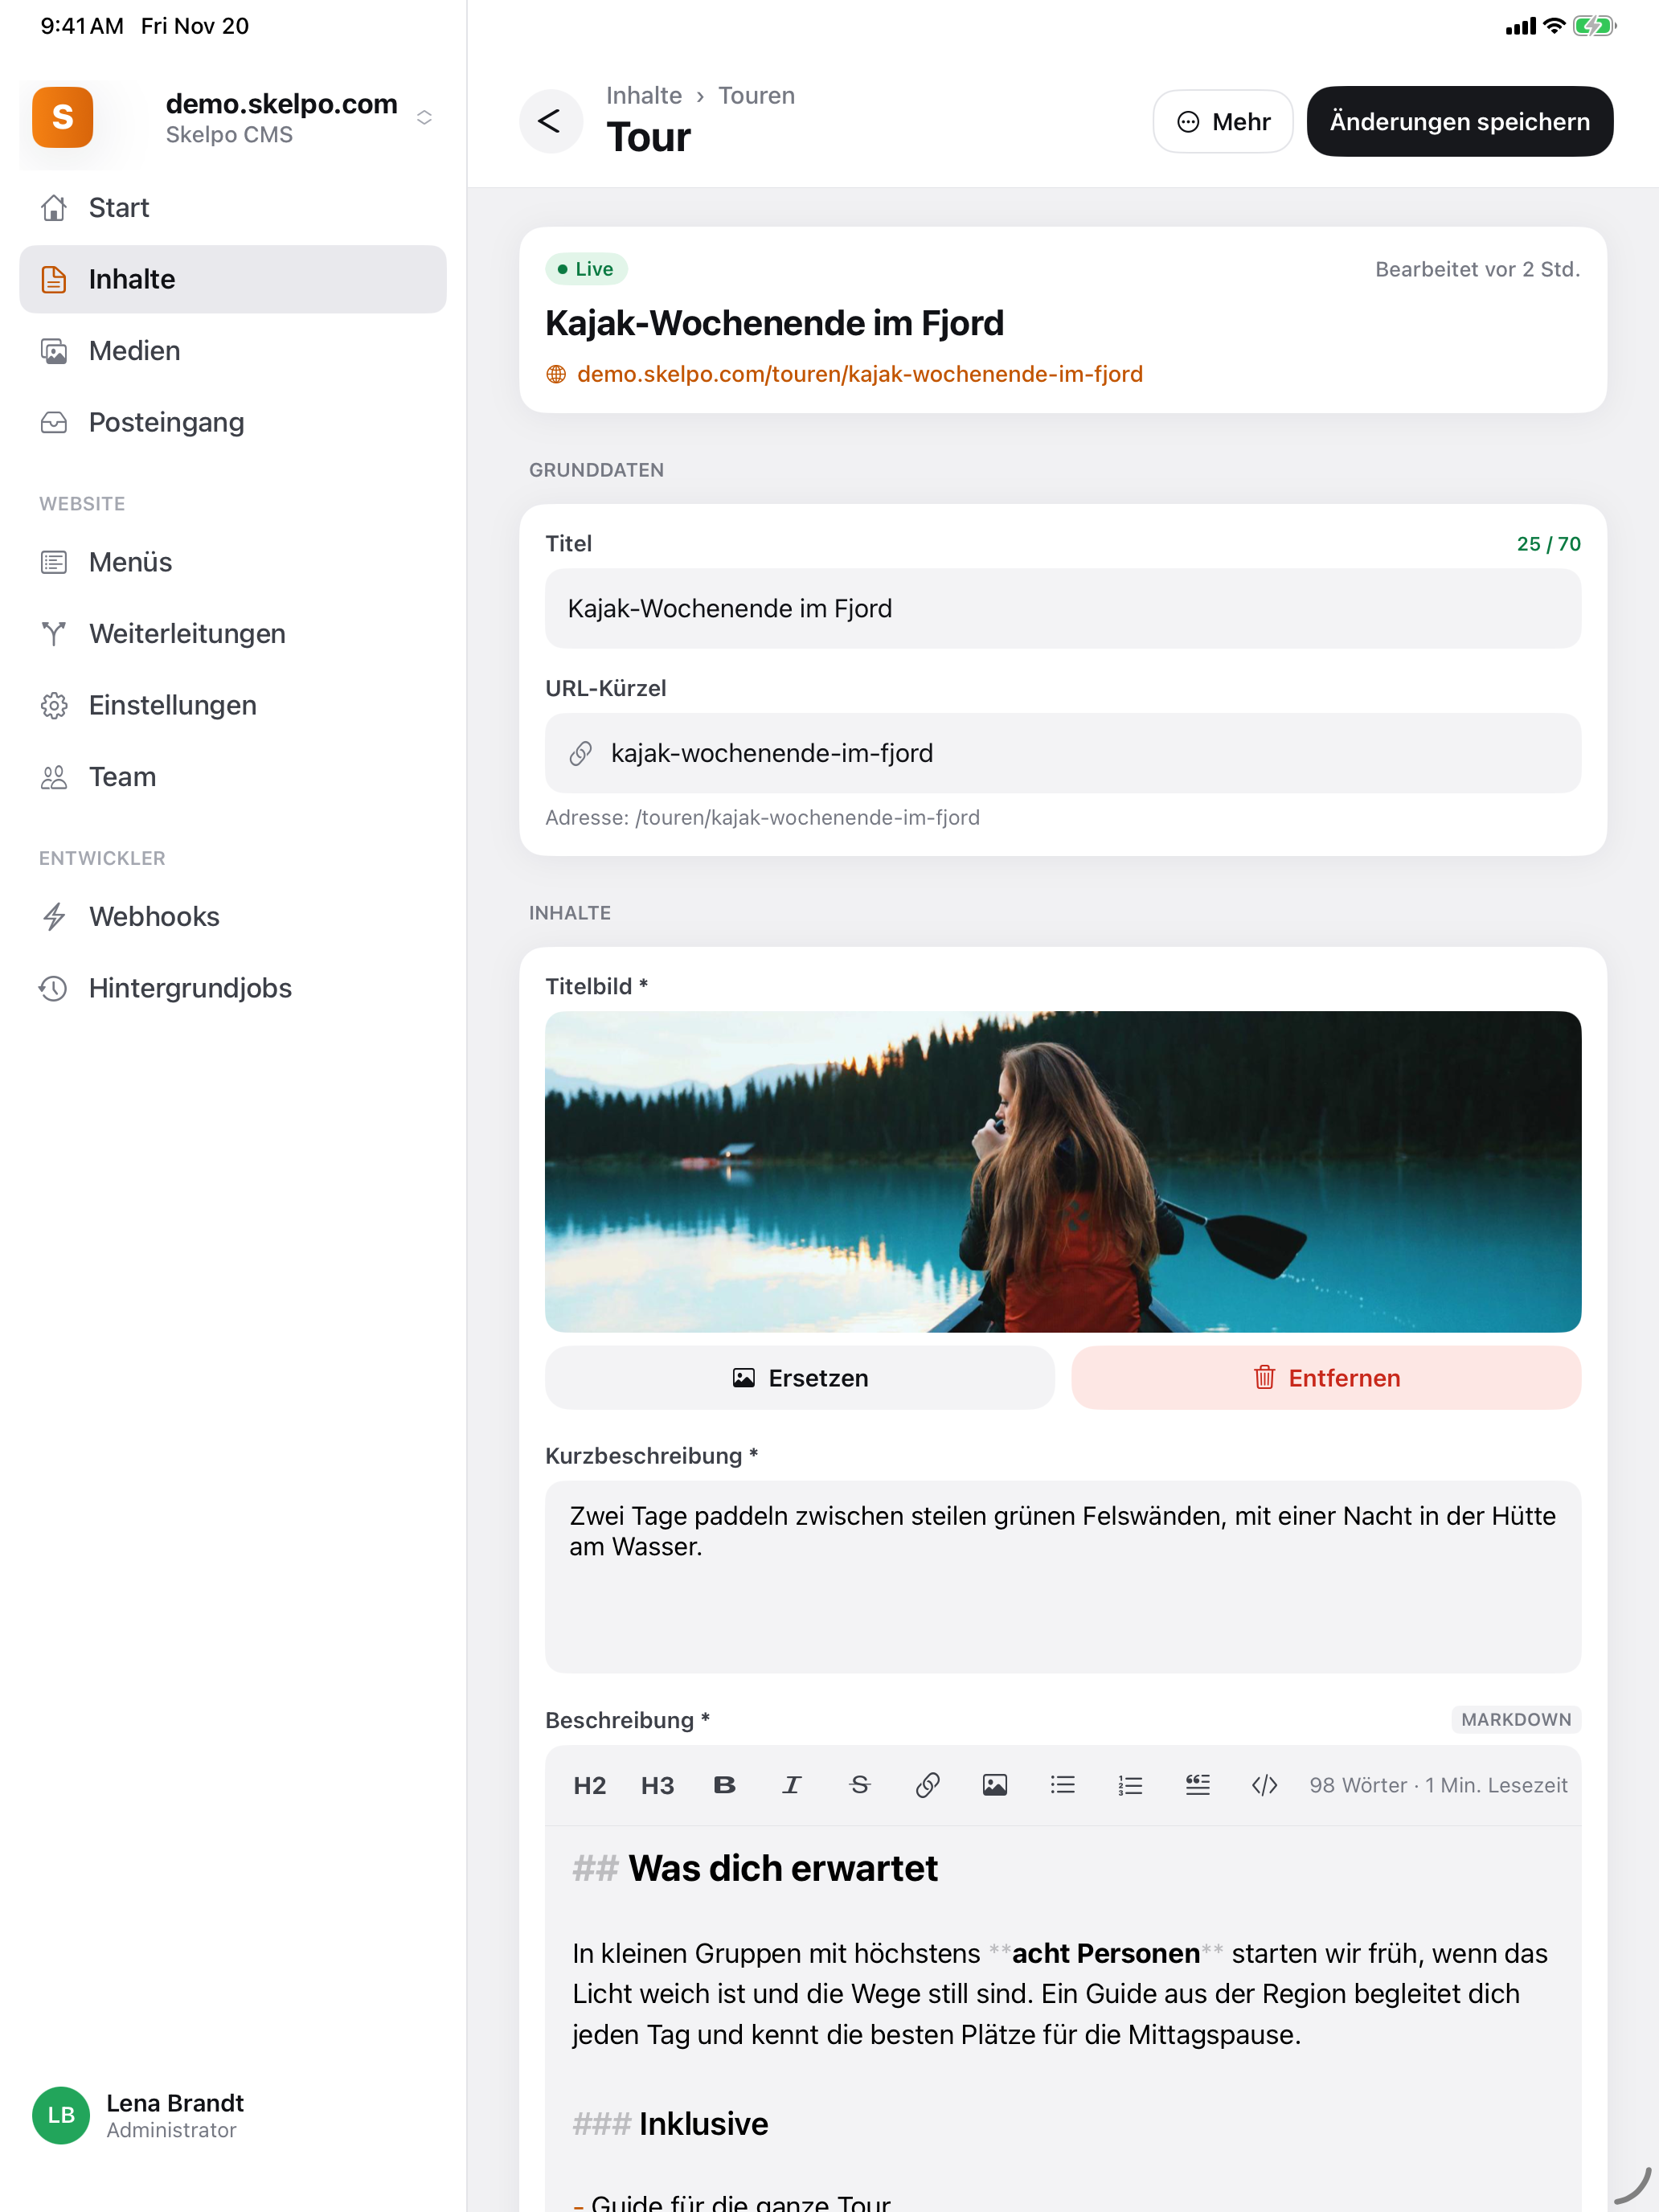 9:41 AM Fri Nov 20
S
demo.skelpo.com
Skelpo CMS
Start
Inhalte
Medien
Posteingang
WEBSITE
Menüs
Weiterleitungen
Einstellungen
Team
ENTWICKLER
Webhooks
Hintergrundjobs
LB
Lena Brandt
Administrator
Inhalte › Touren
Tour
Mehr
Änderungen speichern
Live
Bearbeitet vor 2 Std.
Kajak-Wochenende im Fjord
demo.skelpo.com/touren/kajak-wochenende-im-fjord
GRUNDDATEN
Titel
25 / 70
Kajak-Wochenende im Fjord
URL-Kürzel
kajak-wochenende-im-fjord
Adresse: /touren/kajak-wochenende-im-fjord
INHALTE
Titelbild *
Ersetzen
Entfernen
Kurzbeschreibung *
Zwei Tage paddeln zwischen steilen grünen Felswänden, mit einer Nacht in der Hütte
am Wasser.
Beschreibung *
MARKDOWN
H2 H3 B I S 98 Wörter · 1 Min. Lesezeit
## Was dich erwartet
In kleinen Gruppen mit höchstens **acht Personen** starten wir früh, wenn das
Licht weich ist und die Wege still sind. Ein Guide aus der Region begleitet dich
jeden Tag und kennt die besten Plätze für die Mittagspause.
### Inklusive
- Guide für die ganze Tour